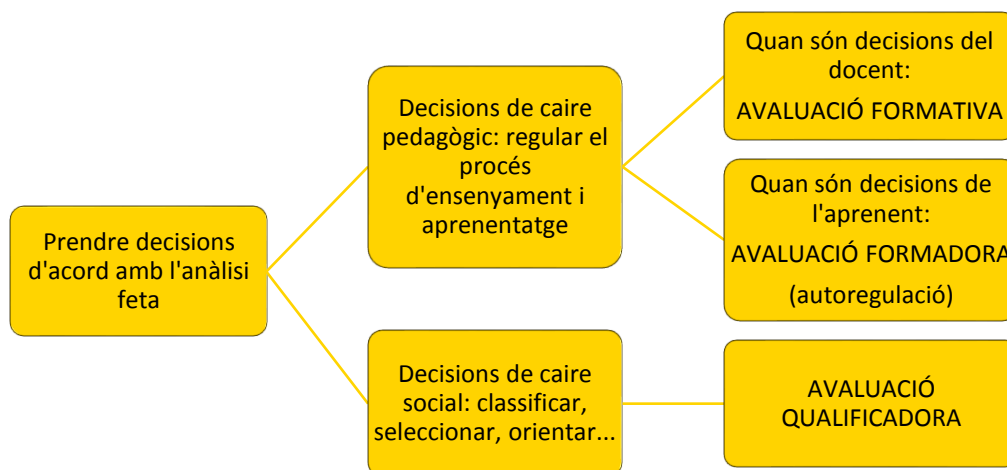 Prendre decisions
d'acord amb l'anàlisi
feta
Decisions de caire
pedagògic: regular el
procés
d'ensenyament i
aprenentatge
Quan són decisions del
docent:
AVALUACIÓ FORMATIVA
Quan són decisions de
l'aprenent:
AVALUACIÓ FORMADORA
(autoregulació)
Decisions de caire
social: classificar,
seleccionar, orientar...
AVALUACIÓ
QUALIFICADORA